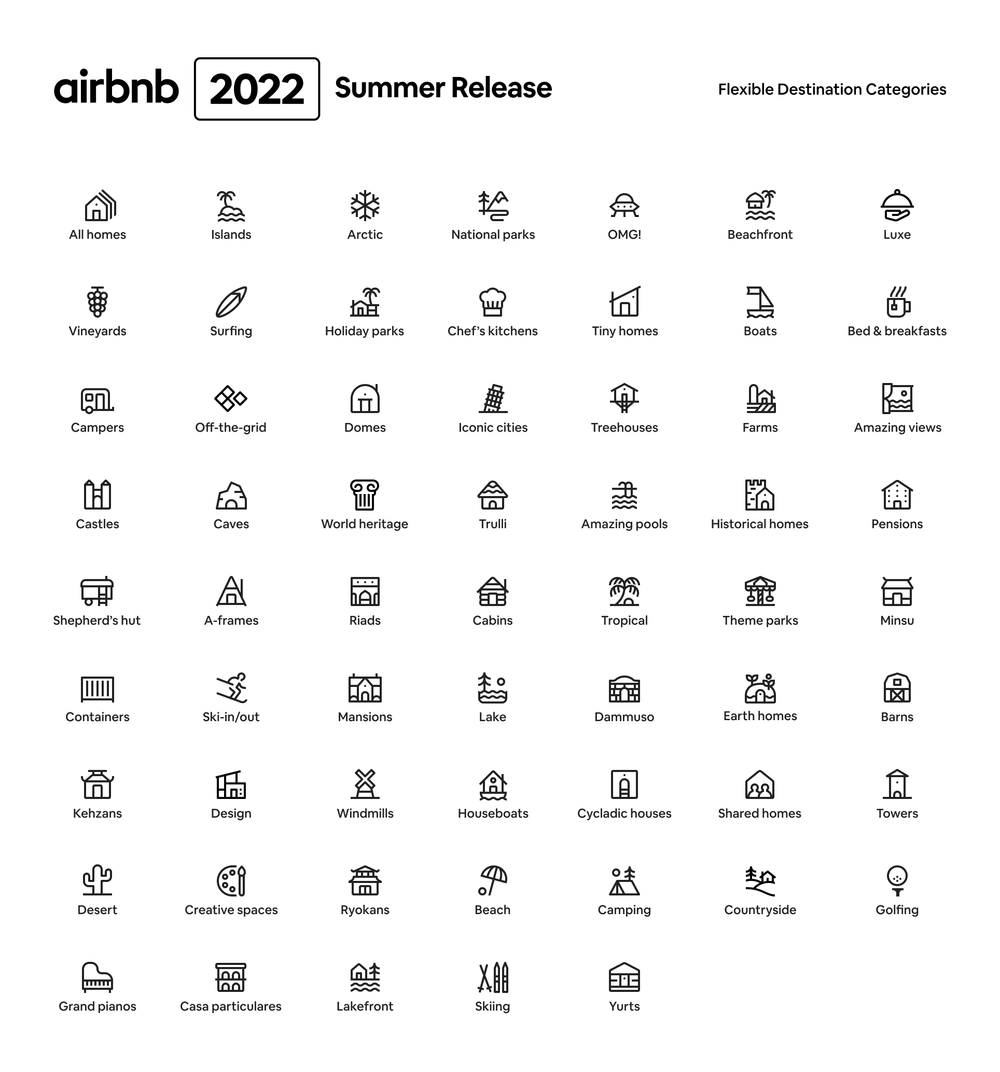 airbnb 2022 Summer Release
Flexible Destination Categories
All homes
Islands
Arctic
National parks
OMG!
Beachfront
Luxe
Vineyards
Surfing
Holiday parks
Chef’s kitchens
Tiny homes
Boats
Bed & breakfasts
Campers
Off-the-grid
Domes
Iconic cities
Treehouses
Farms
Amazing views
Castles
Caves
World heritage
Trulli
Amazing pools
Historical homes
Pensions
Shepherd’s hut
A-frames
Riads
Cabins
Tropical
Theme parks
Minsu
Containers
Ski-in/out
Mansions
Lake
Dammuso
Earth homes
Barns
Kehzans
Design
Windmills
Houseboats
Cycladic houses
Shared homes
Towers
Desert
Creative spaces
Ryokans
Beach
Camping
Countryside
Golfing
Grand pianos
Casa particulares
Lakefront
Skiing
Yurts